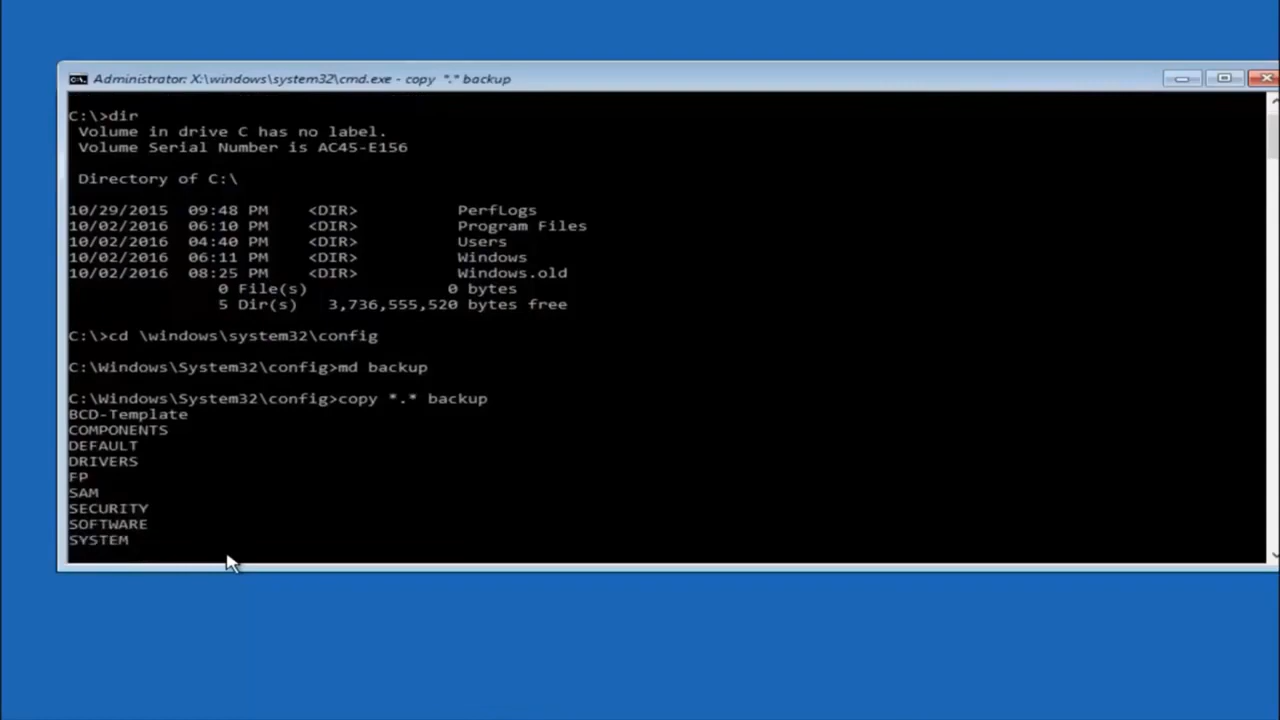 Administrator: X:\windows\system32\cmd.exe - copy *.* backup
C:\>dir
Volume in drive C has no label.
Volume Serial Number is AC45-E156
Directory of C:\
10/29/2015 09:48 PM <DIR> PerfLogs
10/02/2016 06:10 PM <DIR> Program Files
10/02/2016 04:40 PM <DIR> Users
10/02/2016 06:11 PM <DIR> Windows
10/02/2016 08:25 PM <DIR> Windows.old
0 File(s) 0 bytes
5 Dir(s) 3,736,555,520 bytes free
C:\>cd \windows\system32\config
C:\Windows\System32\config>md backup
C:\Windows\System32\config>copy *.* backup
BCD-Template
COMPONENTS
DEFAULT
DRIVERS
FP
SAM
SECURITY
SOFTWARE
SYSTEM